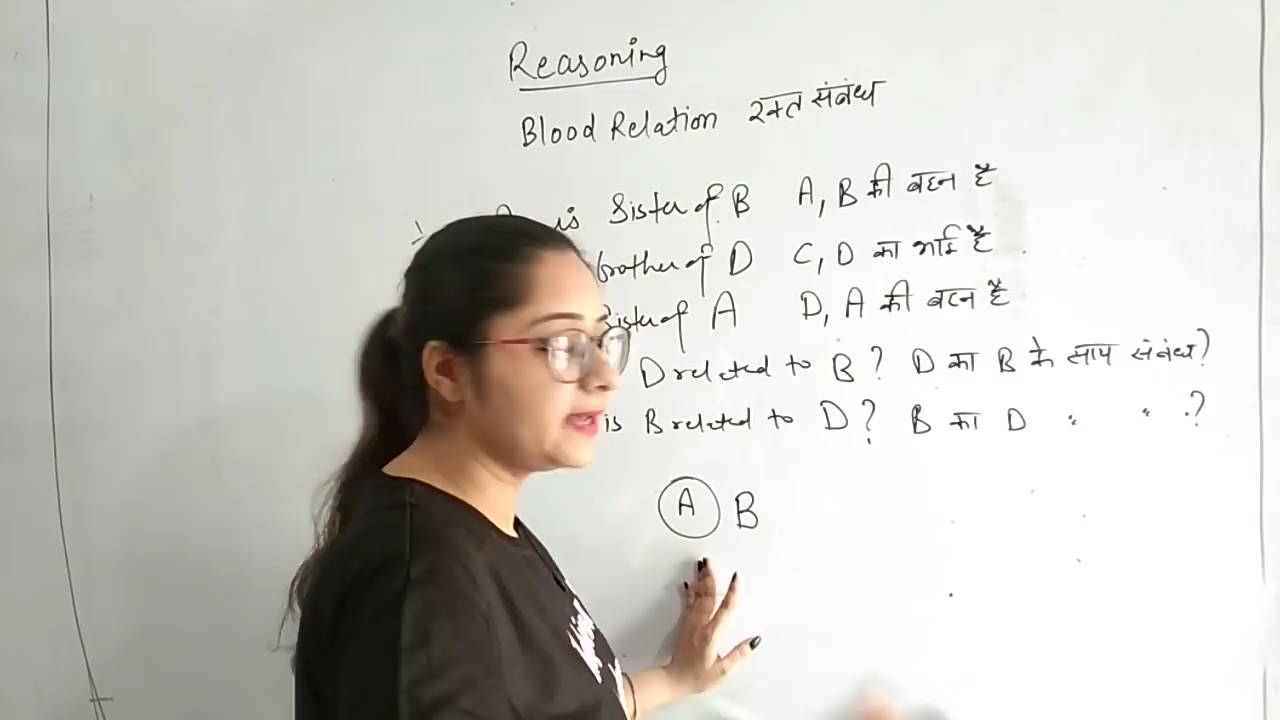 Reasoning
Blood Relation रक्त संबंध
is Sister of B A, B की बहन है
brother of D C, D का भाई है
Sister of A D, A की बहन है
D related to B? D का B के साथ संबंध?
is B related to D? B का D " " ?
A B